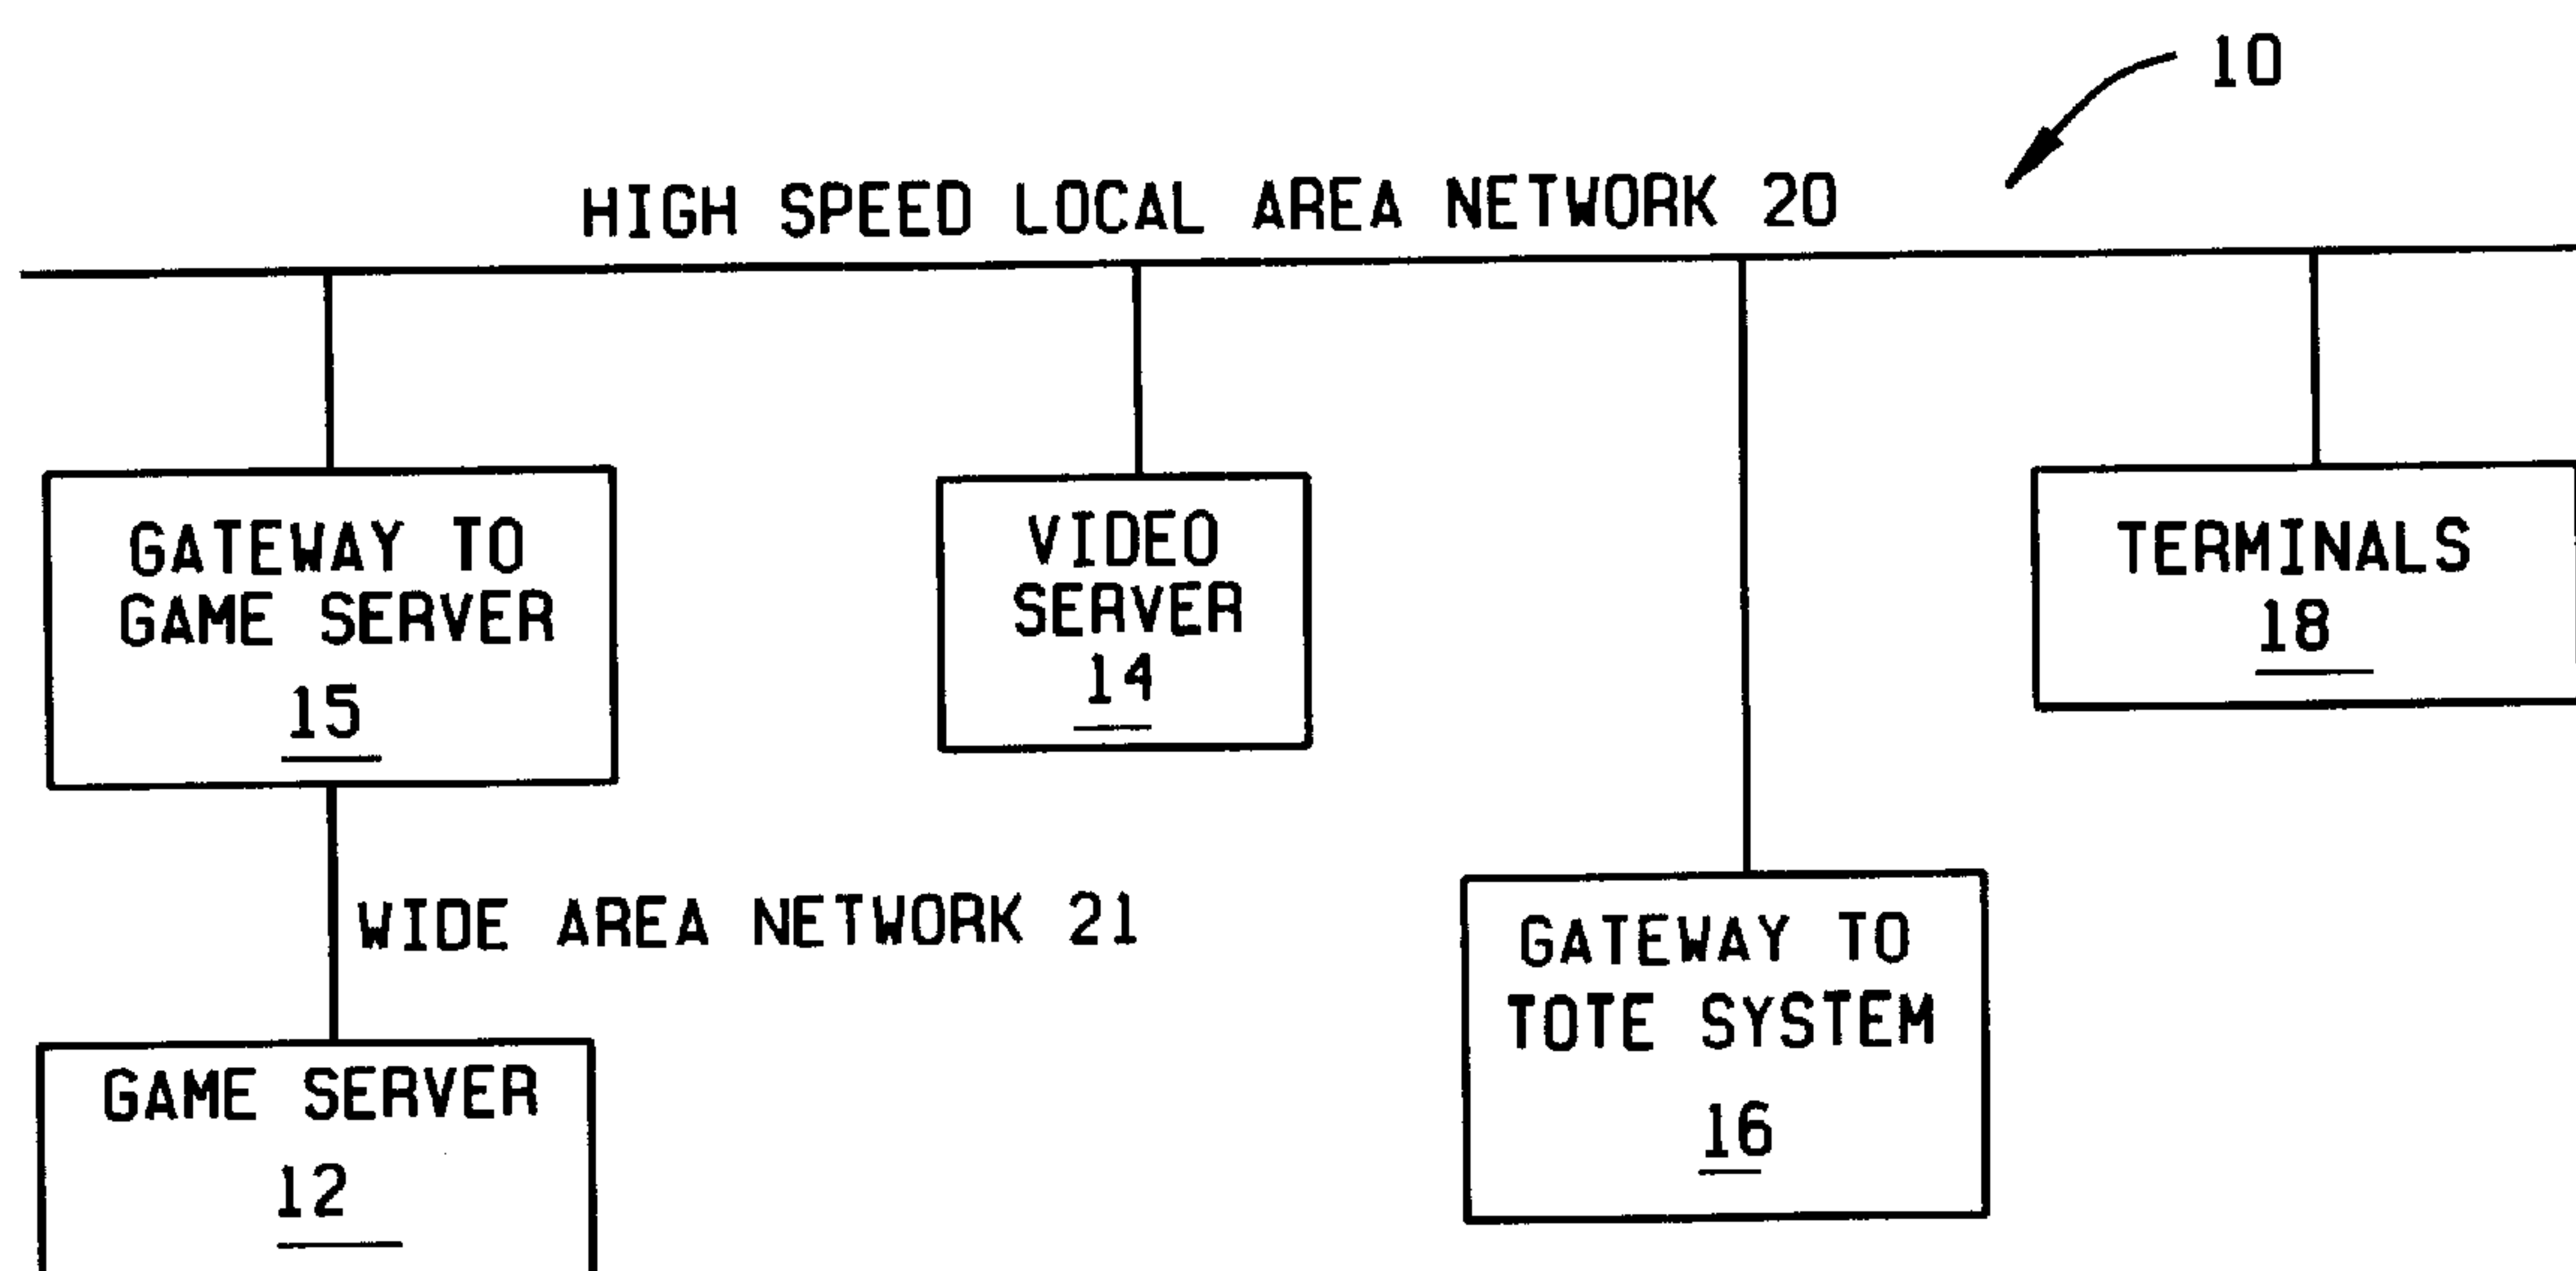 10
HIGH SPEED LOCAL AREA NETWORK 20
GATEWAY TO
GAME SERVER
15
VIDEO
SERVER
14
TERMINALS
18
WIDE AREA NETWORK 21
GATEWAY TO
TOTE SYSTEM
16
GAME SERVER
12